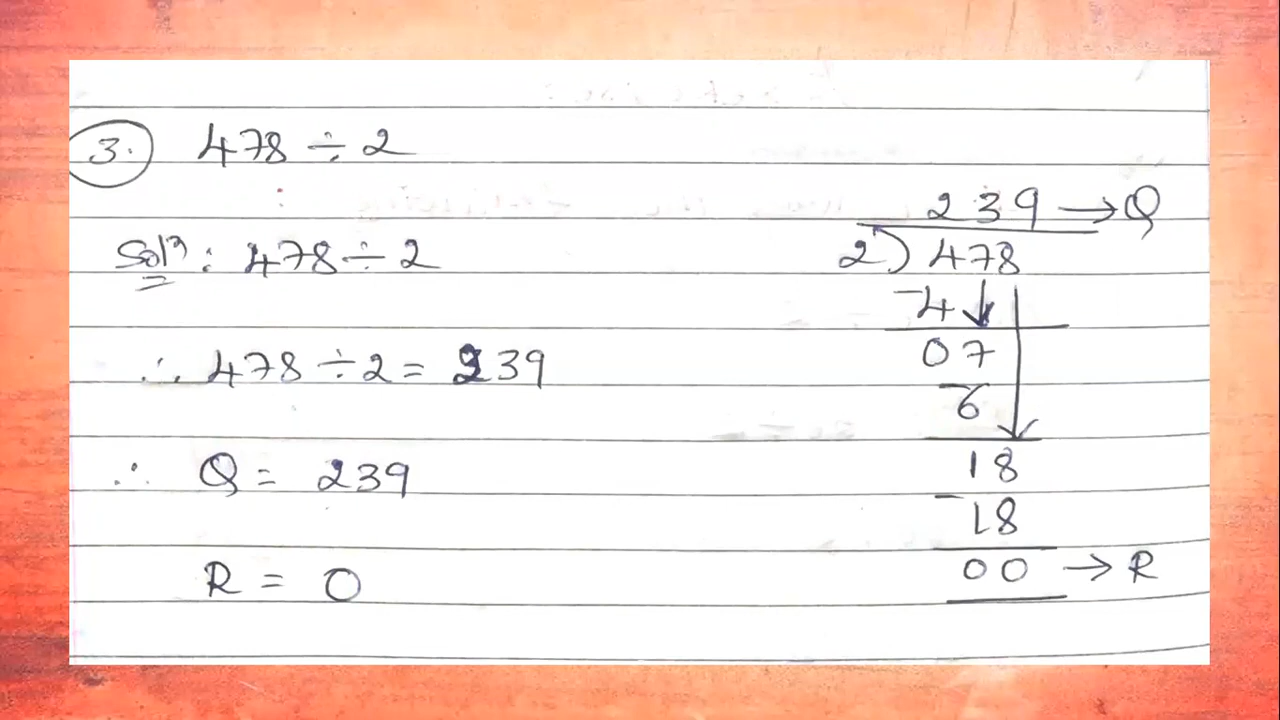 3. 478 ÷ 2
Solⁿ: 478 ÷ 2
∴ 478 ÷ 2 = 239
∴ Q = 239
R = 0
239 → Q
2) 478
-4
07
-6
18
-18
00 → R